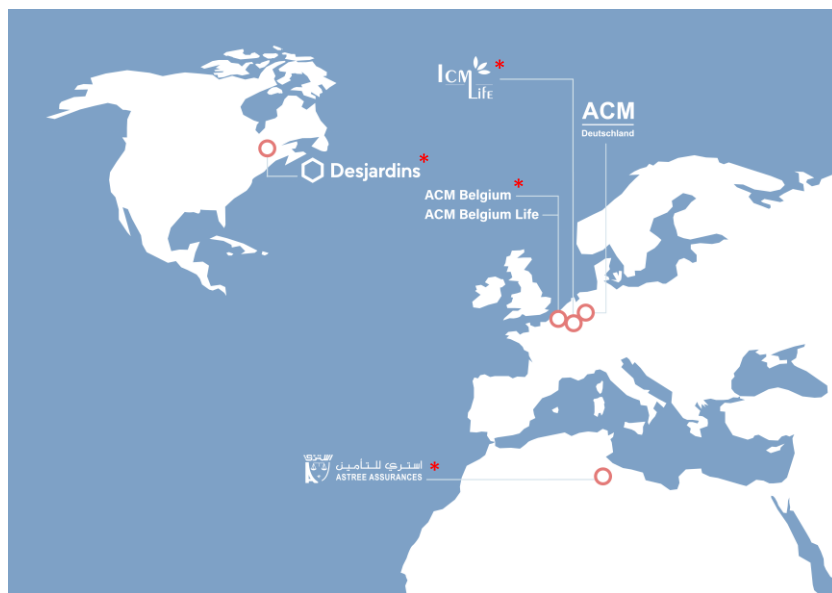 ICM *
Life
ACM
Deutschland
Desjardins *
ACM Belgium *
ACM Belgium Life
استري للتأمين *
ASTREE ASSURANCES